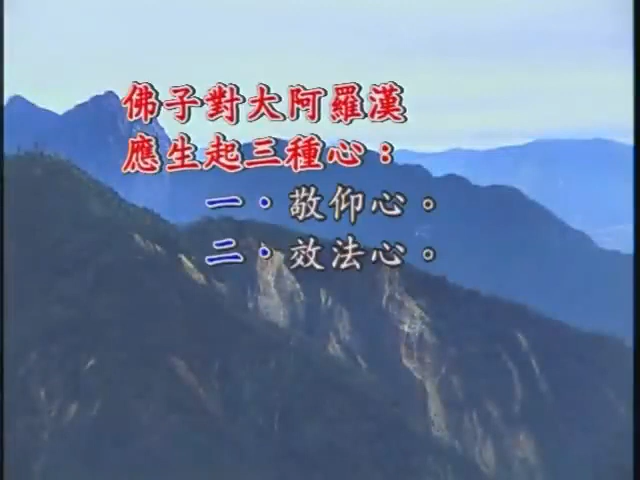 佛子對大阿羅漢
應生起三種心：
一．敬仰心。
二．效法心。